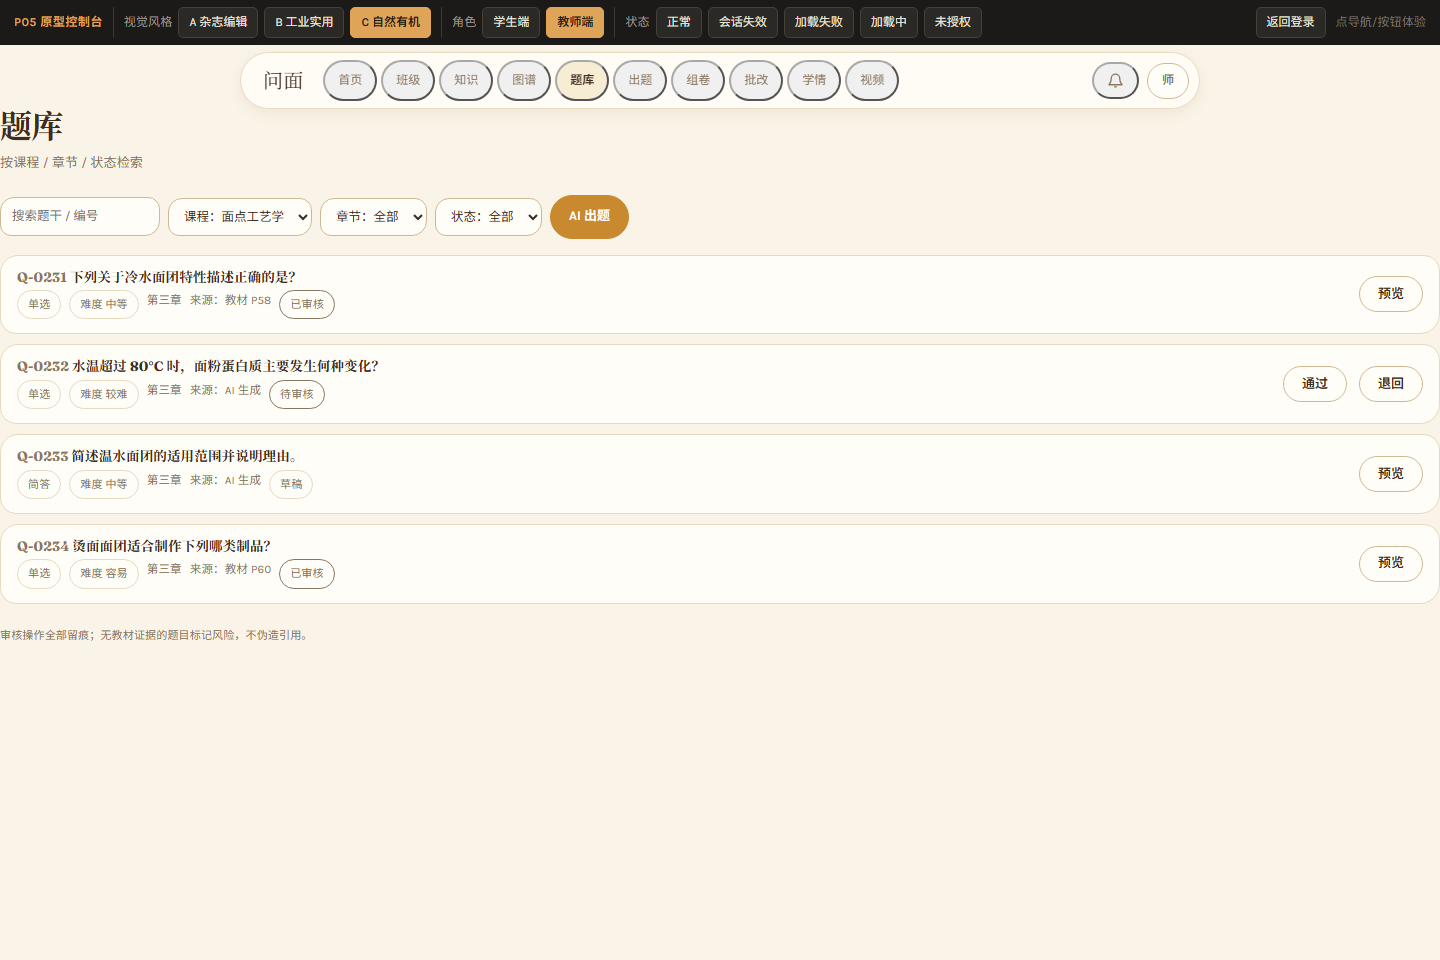 P05 原型控制台 视觉风格 A 杂志编辑 B 工业实用 C 自然有机 角色 学生端 教师端 状态 正常 会话失效 加载失败 加载中 未授权 返回登录 点导航/按钮体验
问面 首页 班级 知识 图谱 题库 出题 组卷 批改 学情 视频 师
题库
按课程 / 章节 / 状态检索
搜索题干 / 编号 课程：面点工艺学 章节：全部 状态：全部 AI 出题
Q-0231 下列关于冷水面团特性描述正确的是？
单选 难度 中等 第三章 来源：教材 P58 已审核 预览
Q-0232 水温超过 80°C 时，面粉蛋白质主要发生何种变化？
单选 难度 较难 第三章 来源：AI 生成 待审核 通过 退回
Q-0233 简述温水面团的适用范围并说明理由。
简答 难度 中等 第三章 来源：AI 生成 草稿 预览
Q-0234 烫面面团适合制作下列哪类制品？
单选 难度 容易 第三章 来源：教材 P60 已审核 预览
审核操作全部留痕；无教材证据的题目标记风险，不伪造引用。